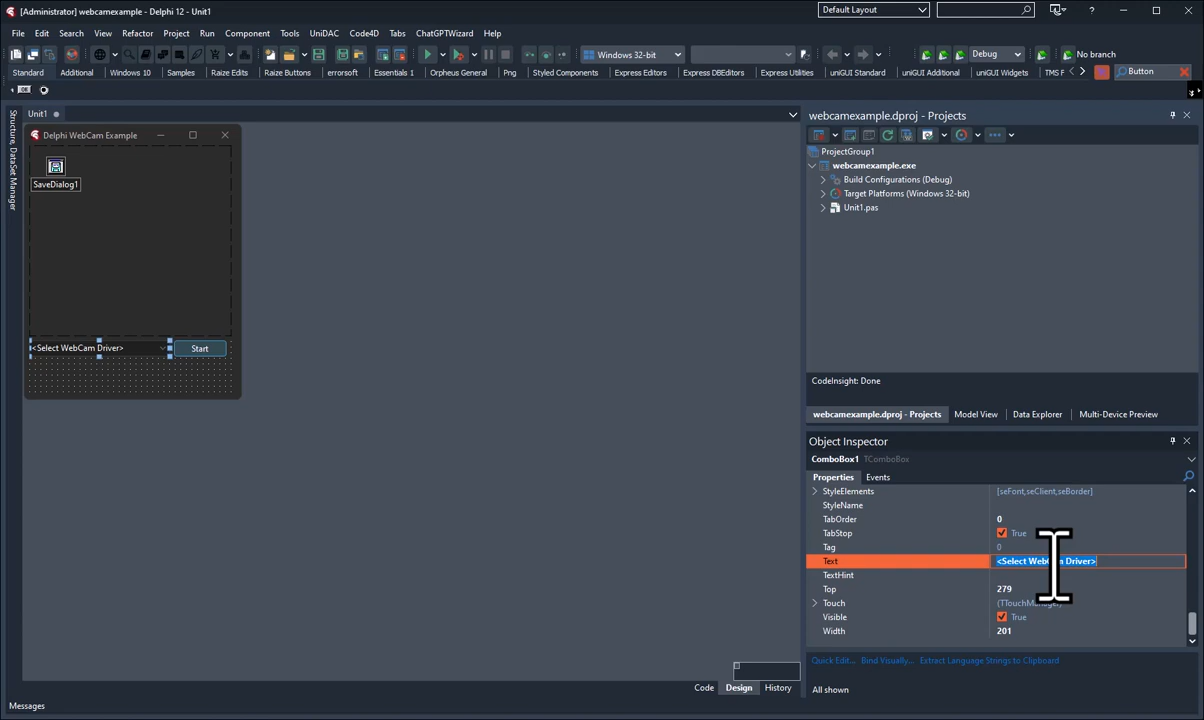 [Administrator] webcamexample - Delphi 12 - Unit1
Default Layout
File Edit Search View Refactor Project Run Component Tools UniDAC Code4D Tabs ChatGPTWizard Help
Windows 32-bit
Debug
No branch
Standard Additional Windows 10 Samples Raize Edits Raize Buttons errorsoft Essentials 1 Orpheus General Png Styled Components Express Editors Express DBEditors Express Utilities uniGUI Standard uniGUI Additional uniGUI Widgets TMS F
Button
Unit1
Structure, DataSet Manager
Delphi WebCam Example
SaveDialog1
<Select WebCam Driver>
Start
Code Design History
Messages
webcamexample.dproj - Projects
ProjectGroup1
webcamexample.exe
Build Configurations (Debug)
Target Platforms (Windows 32-bit)
Unit1.pas
CodeInsight: Done
webcamexample.dproj - Projects Model View Data Explorer Multi-Device Preview
Object Inspector
ComboBox1 TComboBox
Properties Events
StyleElements [seFont,seClient,seBorder]
StyleName
TabOrder 0
TabStop True
Tag 0
Text <Select WebCam Driver>
TextHint
Top 279
Touch (TTouchManager)
Visible True
Width 201
Quick Edit... Bind Visually... Extract Language Strings to Clipboard
All shown